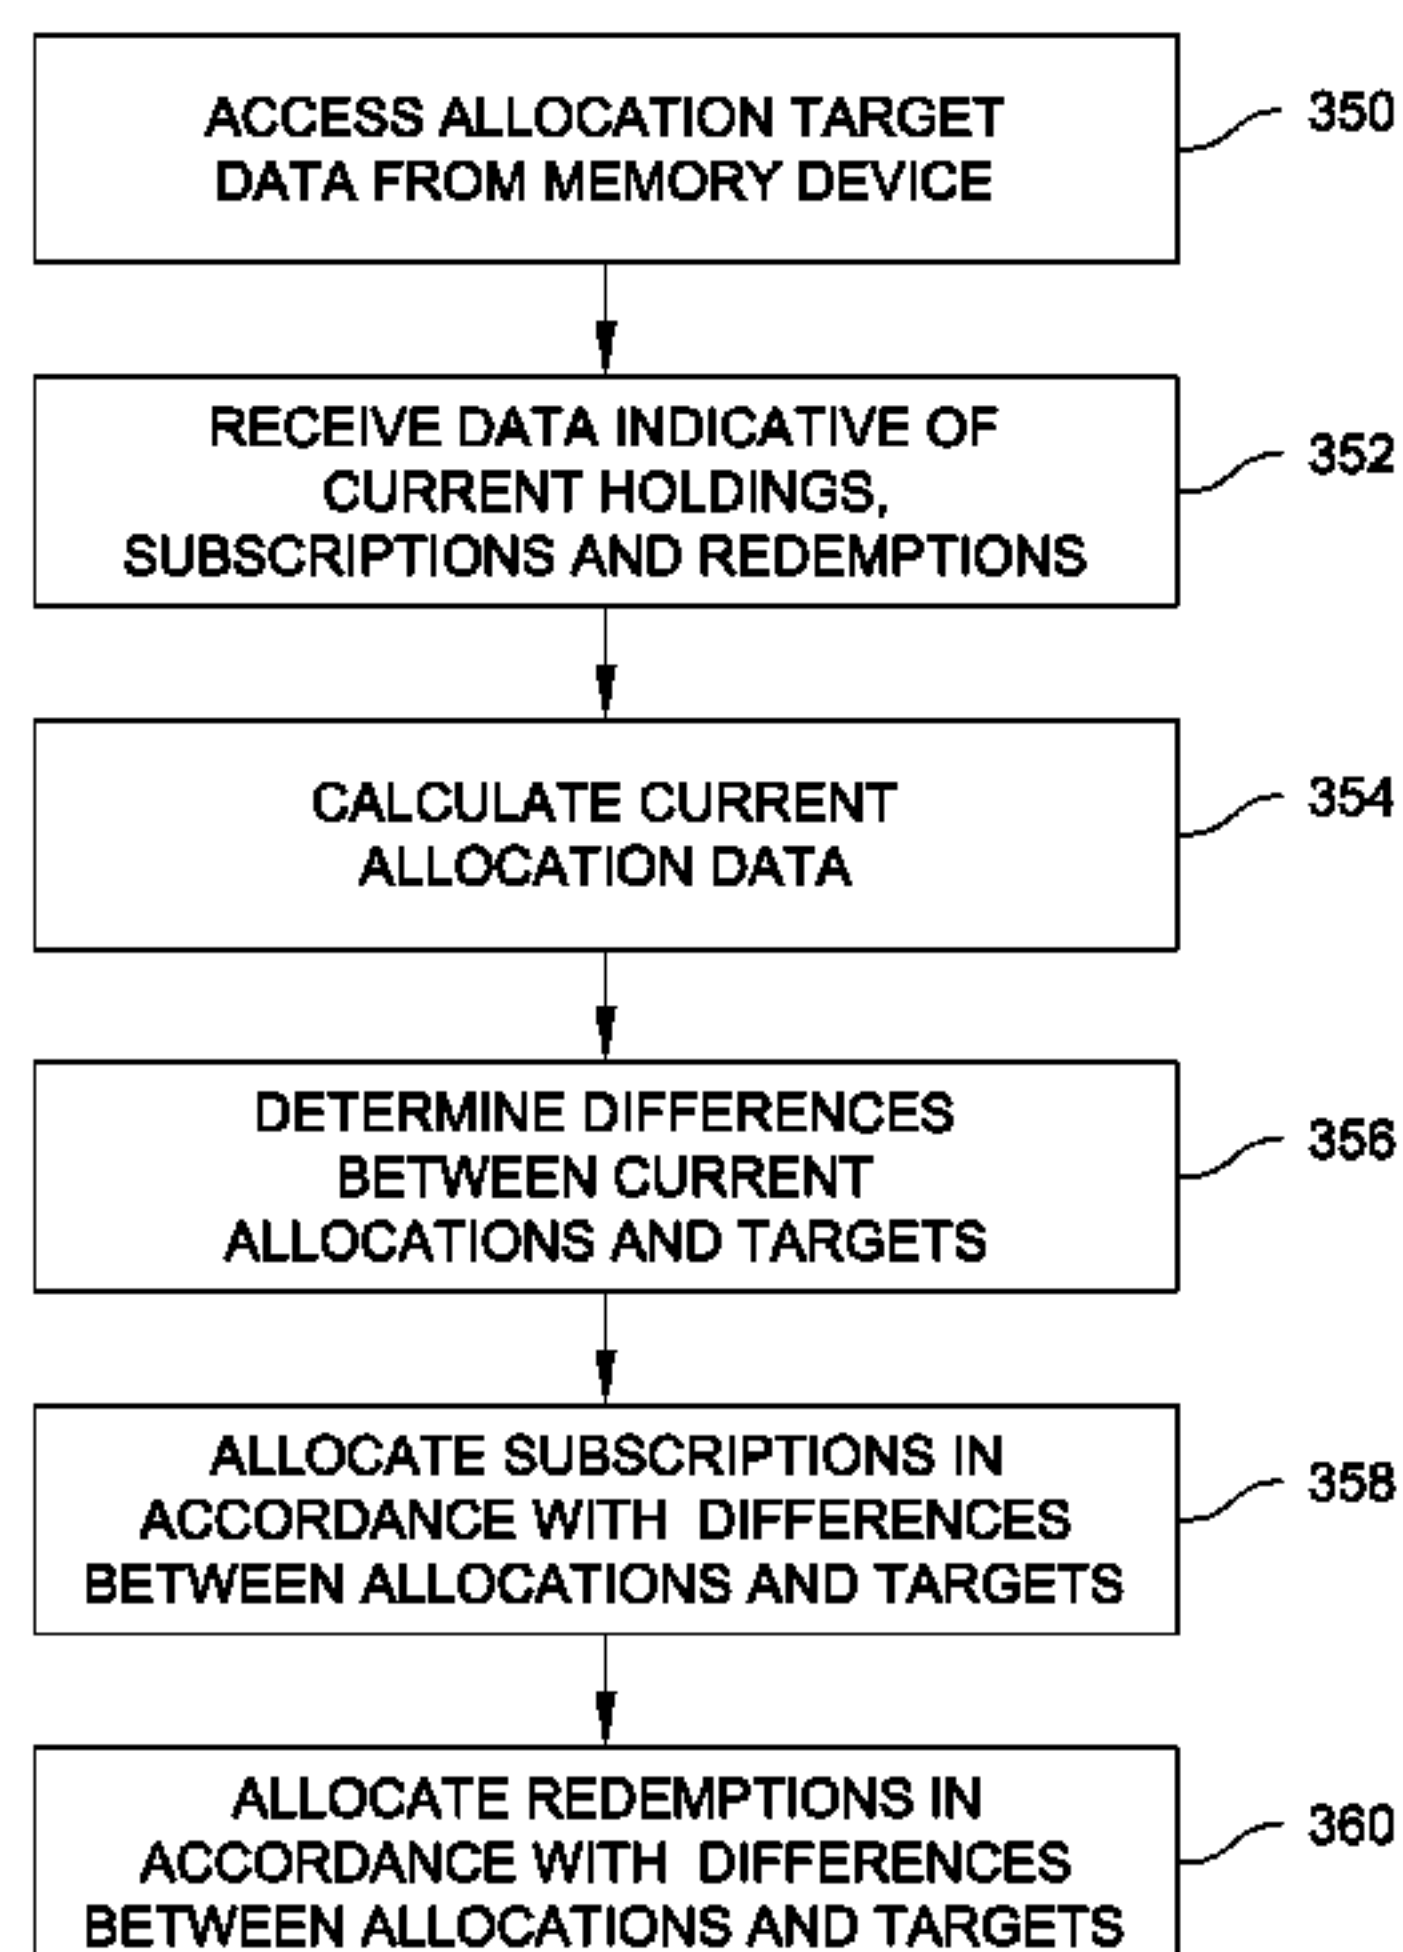 ACCESS ALLOCATION TARGET
DATA FROM MEMORY DEVICE
350
RECEIVE DATA INDICATIVE OF
CURRENT HOLDINGS,
SUBSCRIPTIONS AND REDEMPTIONS
352
CALCULATE CURRENT
ALLOCATION DATA
354
DETERMINE DIFFERENCES
BETWEEN CURRENT
ALLOCATIONS AND TARGETS
356
ALLOCATE SUBSCRIPTIONS IN
ACCORDANCE WITH DIFFERENCES
BETWEEN ALLOCATIONS AND TARGETS
358
ALLOCATE REDEMPTIONS IN
ACCORDANCE WITH DIFFERENCES
BETWEEN ALLOCATIONS AND TARGETS
360